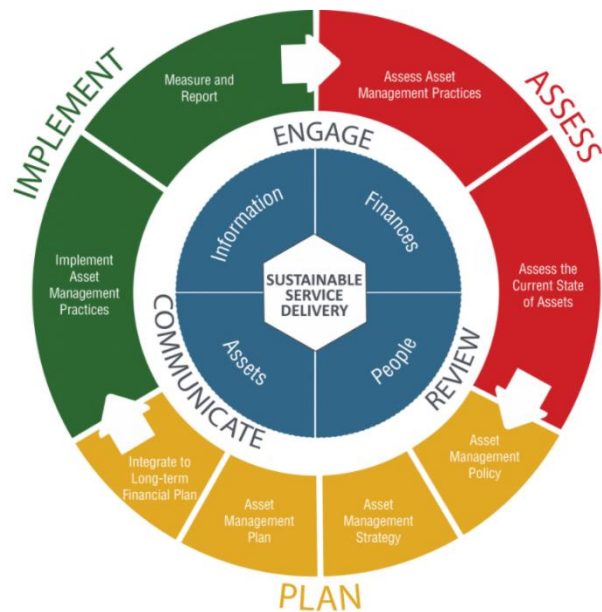 IMPLEMENT
Measure and
Report
Assess Asset
Management Practices
ASSESS
ENGAGE
Information
Finances
Implement
Asset
Management
Practices
SUSTAINABLE
SERVICE
DELIVERY
Assess the
Current State
of Assets
COMMUNICATE
Assets
People
REVIEW
Integrate to
Long-term
Financial Plan
Asset
Management
Plan
Asset
Management
Strategy
Asset
Management
Policy
PLAN